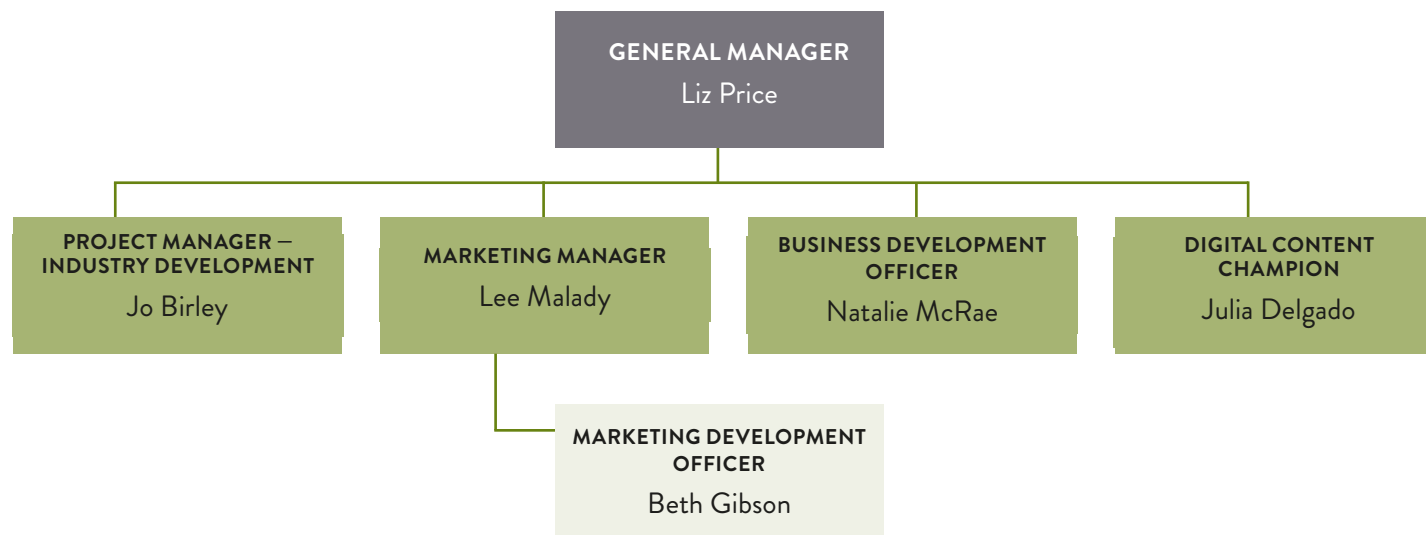 GENERAL MANAGER
Liz Price
PROJECT MANAGER –
INDUSTRY DEVELOPMENT
Jo Birley
MARKETING MANAGER
Lee Malady
BUSINESS DEVELOPMENT
OFFICER
Natalie McRae
DIGITAL CONTENT
CHAMPION
Julia Delgado
MARKETING DEVELOPMENT
OFFICER
Beth Gibson